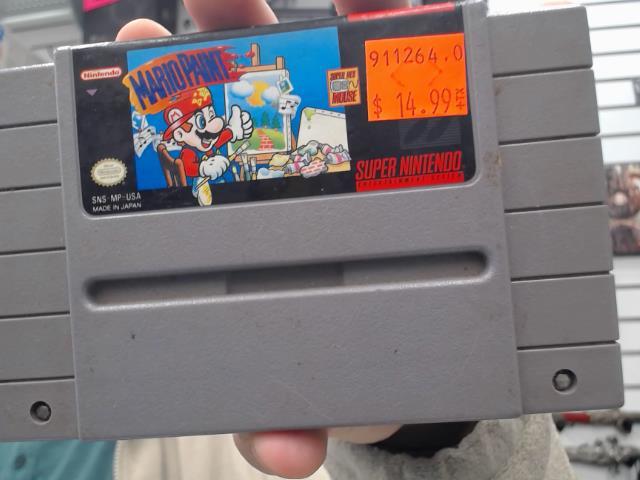 Nintendo
MARIO PAINT
SUPER NES
MOUSE
911264.0
$ 14.99
SNS-MP-USA
MADE IN JAPAN
SUPER NINTENDO
ENTERTAINMENT SYSTEM